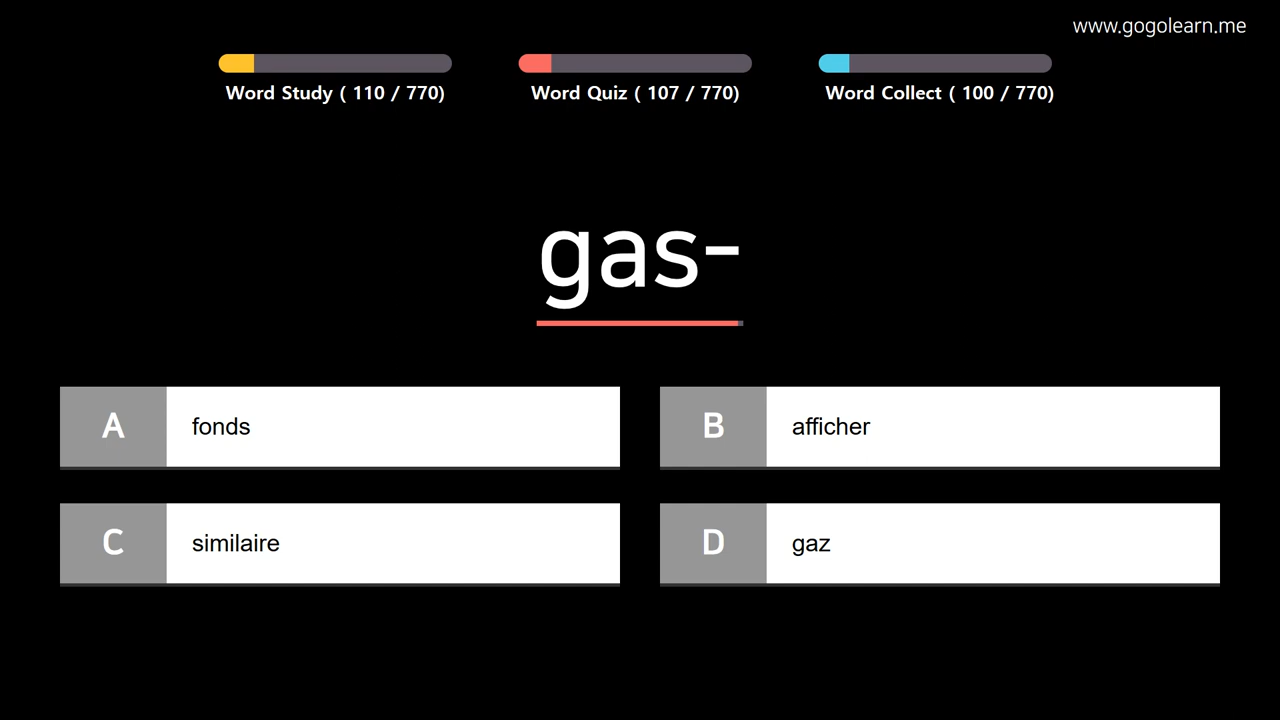 www.gogolearn.me
Word Study ( 110 / 770)
Word Quiz ( 107 / 770)
Word Collect ( 100 / 770)
gas-
A fonds
B afficher
C similaire
D gaz